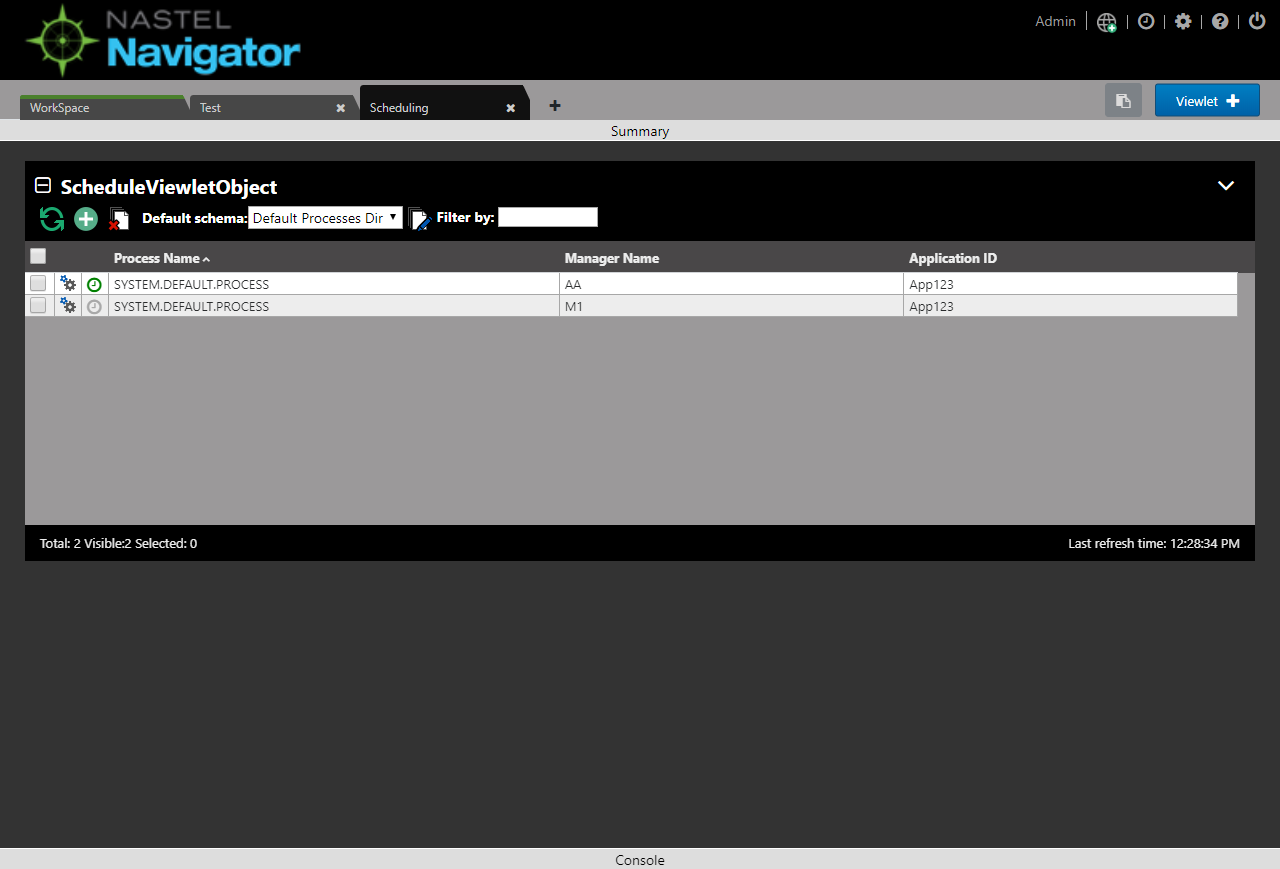 NASTEL
Navigator
Admin
WorkSpace
Test
Scheduling
Viewlet
Summary
ScheduleViewletObject
Default schema: Default Processes Dir Filter by:
Process Name Manager Name Application ID
SYSTEM.DEFAULT.PROCESS AA App123
SYSTEM.DEFAULT.PROCESS M1 App123
Total: 2 Visible:2 Selected: 0
Last refresh time: 12:28:34 PM
Console